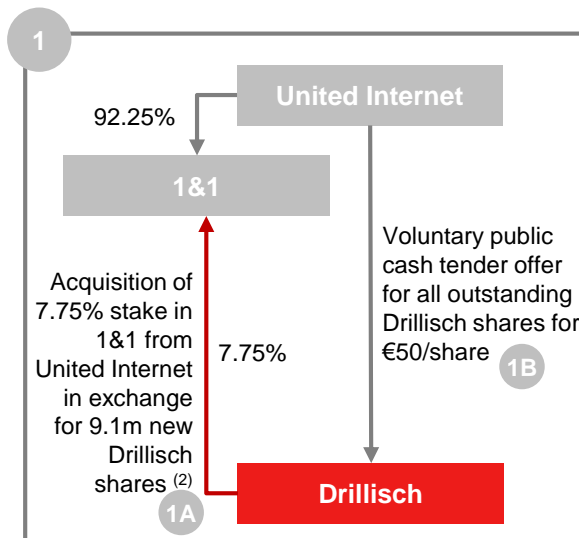 1
United Internet
92.25%
1&1
Acquisition of
7.75% stake in
1&1 from
United Internet
in exchange
for 9.1m new
Drillisch
shares (2)
1A
7.75%
Voluntary public
cash tender offer
for all outstanding
Drillisch shares for
€50/share
1B
Drillisch